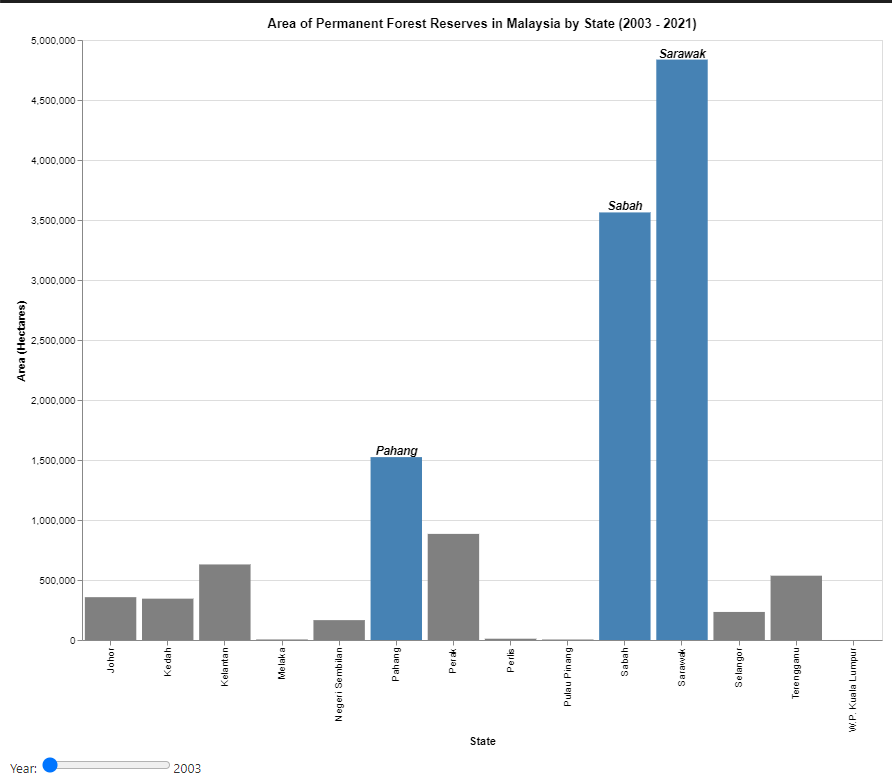 Area of Permanent Forest Reserves in Malaysia by State (2003 - 2021)
5,000,000
4,500,000
4,000,000
3,500,000
3,000,000
2,500,000
2,000,000
1,500,000
1,000,000
500,000
0
Area (Hectares)
Sarawak
Sabah
Pahang
Johor
Kedah
Kelantan
Melaka
Negeri Sembilan
Pahang
Perak
Perlis
Pulau Pinang
Sabah
Sarawak
Selangor
Terengganu
W.P. Kuala Lumpur
State
Year: 2003